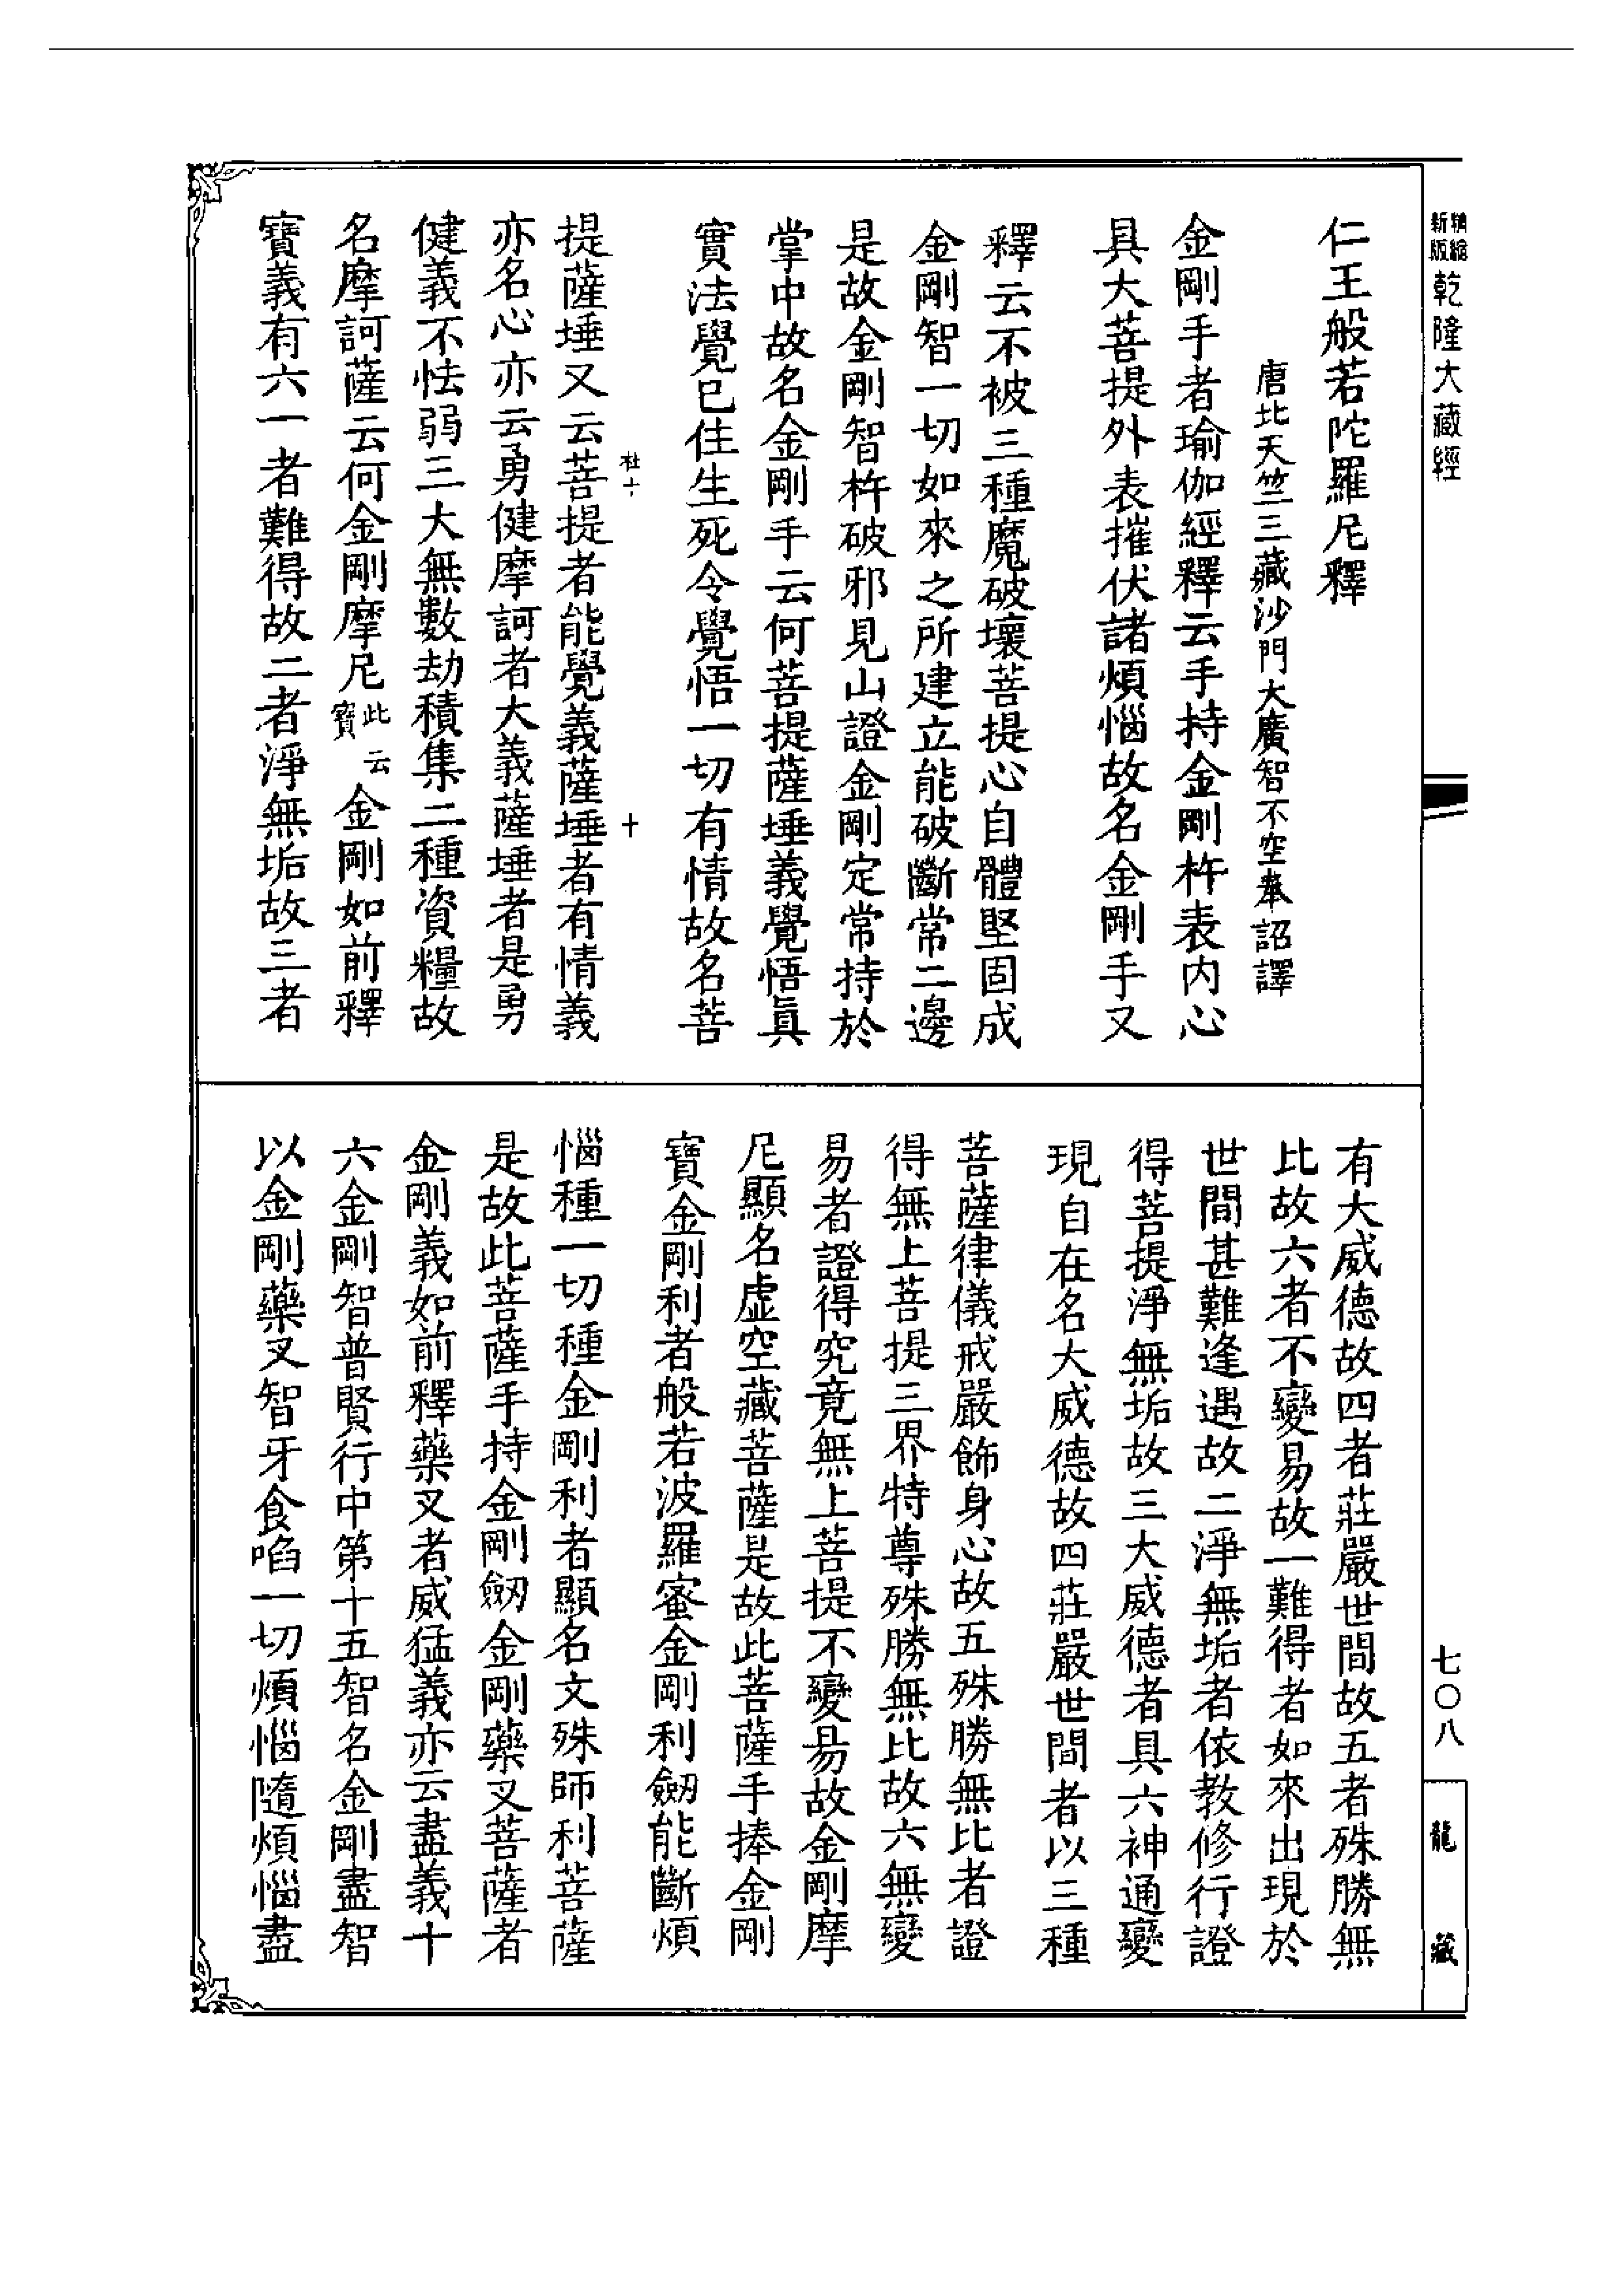 精縮新版 乾隆大藏經
仁王般若陀羅尼釋
唐北天竺三藏沙門大廣智不空奉詔譯
金剛手者瑜伽經釋云手持金剛杵表內心
具大菩提外表摧伏諸煩惱故名金剛手又
釋云不被三種魔破壞菩提心自體堅固成
金剛智一切如來之所建立能破斷常二邊
是故金剛智杵破邪見山證金剛定常持於
掌中故名金剛手云何菩提薩埵義覺悟眞
實法覺已住生死令覺悟一切有情故名菩
十
提薩埵又云菩提者能覺義薩埵者有情義
亦名心亦云勇健摩訶者大義薩埵者是勇
健義不怯弱三大無數劫積集二種資糧故
名摩訶薩云何金剛摩尼此云寶金剛如前釋
寶義有六一者難得故二者淨無垢故三者
有大威德故四者莊嚴世間故五者殊勝無
比故六者不變易故一難得者如來出現於
世間甚難逢遇故二淨無垢者依教修行證
得菩提淨無垢故三大威德者具六神通變
現自在名大威德故四莊嚴世間者以三種
菩薩律儀戒嚴飾身心故五殊勝無比者證
得無上菩提三界特尊殊勝無比故六無變
易者證得究竟無上菩提不變易故金剛摩
尼顯名虛空藏菩薩是故此菩薩手捧金剛
寶金剛利者般若波羅蜜金剛利劒能斷煩
惱種一切種金剛利者顯名文殊師利菩薩
是故此菩薩手持金剛劒金剛藥叉菩薩者
金剛義如前釋藥叉者威猛義亦云盡義十
六金剛智普賢行中第十五智名金剛盡智
以金剛藥叉智牙食啗一切煩惱隨煩惱盡
七〇八
龍藏